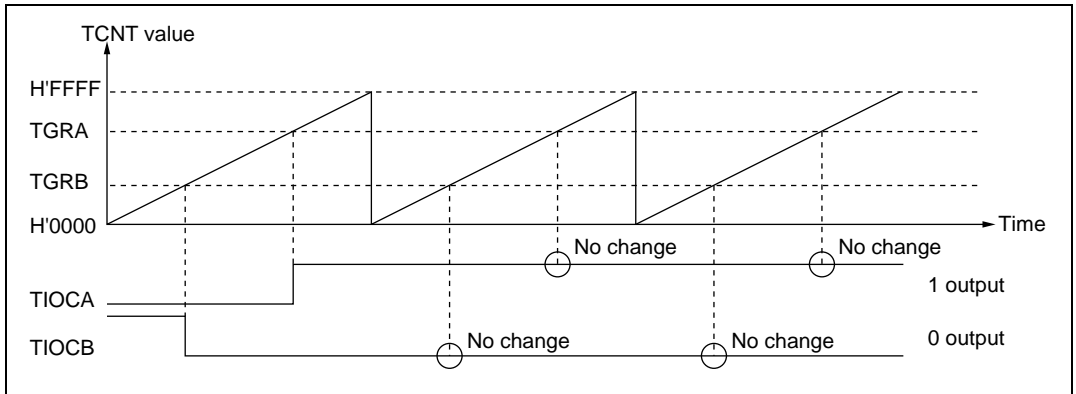 TCNT value
H'FFFF
TGRA
TGRB
H'0000
Time
No change
No change
1 output
TIOCA
No change
No change
0 output
TIOCB